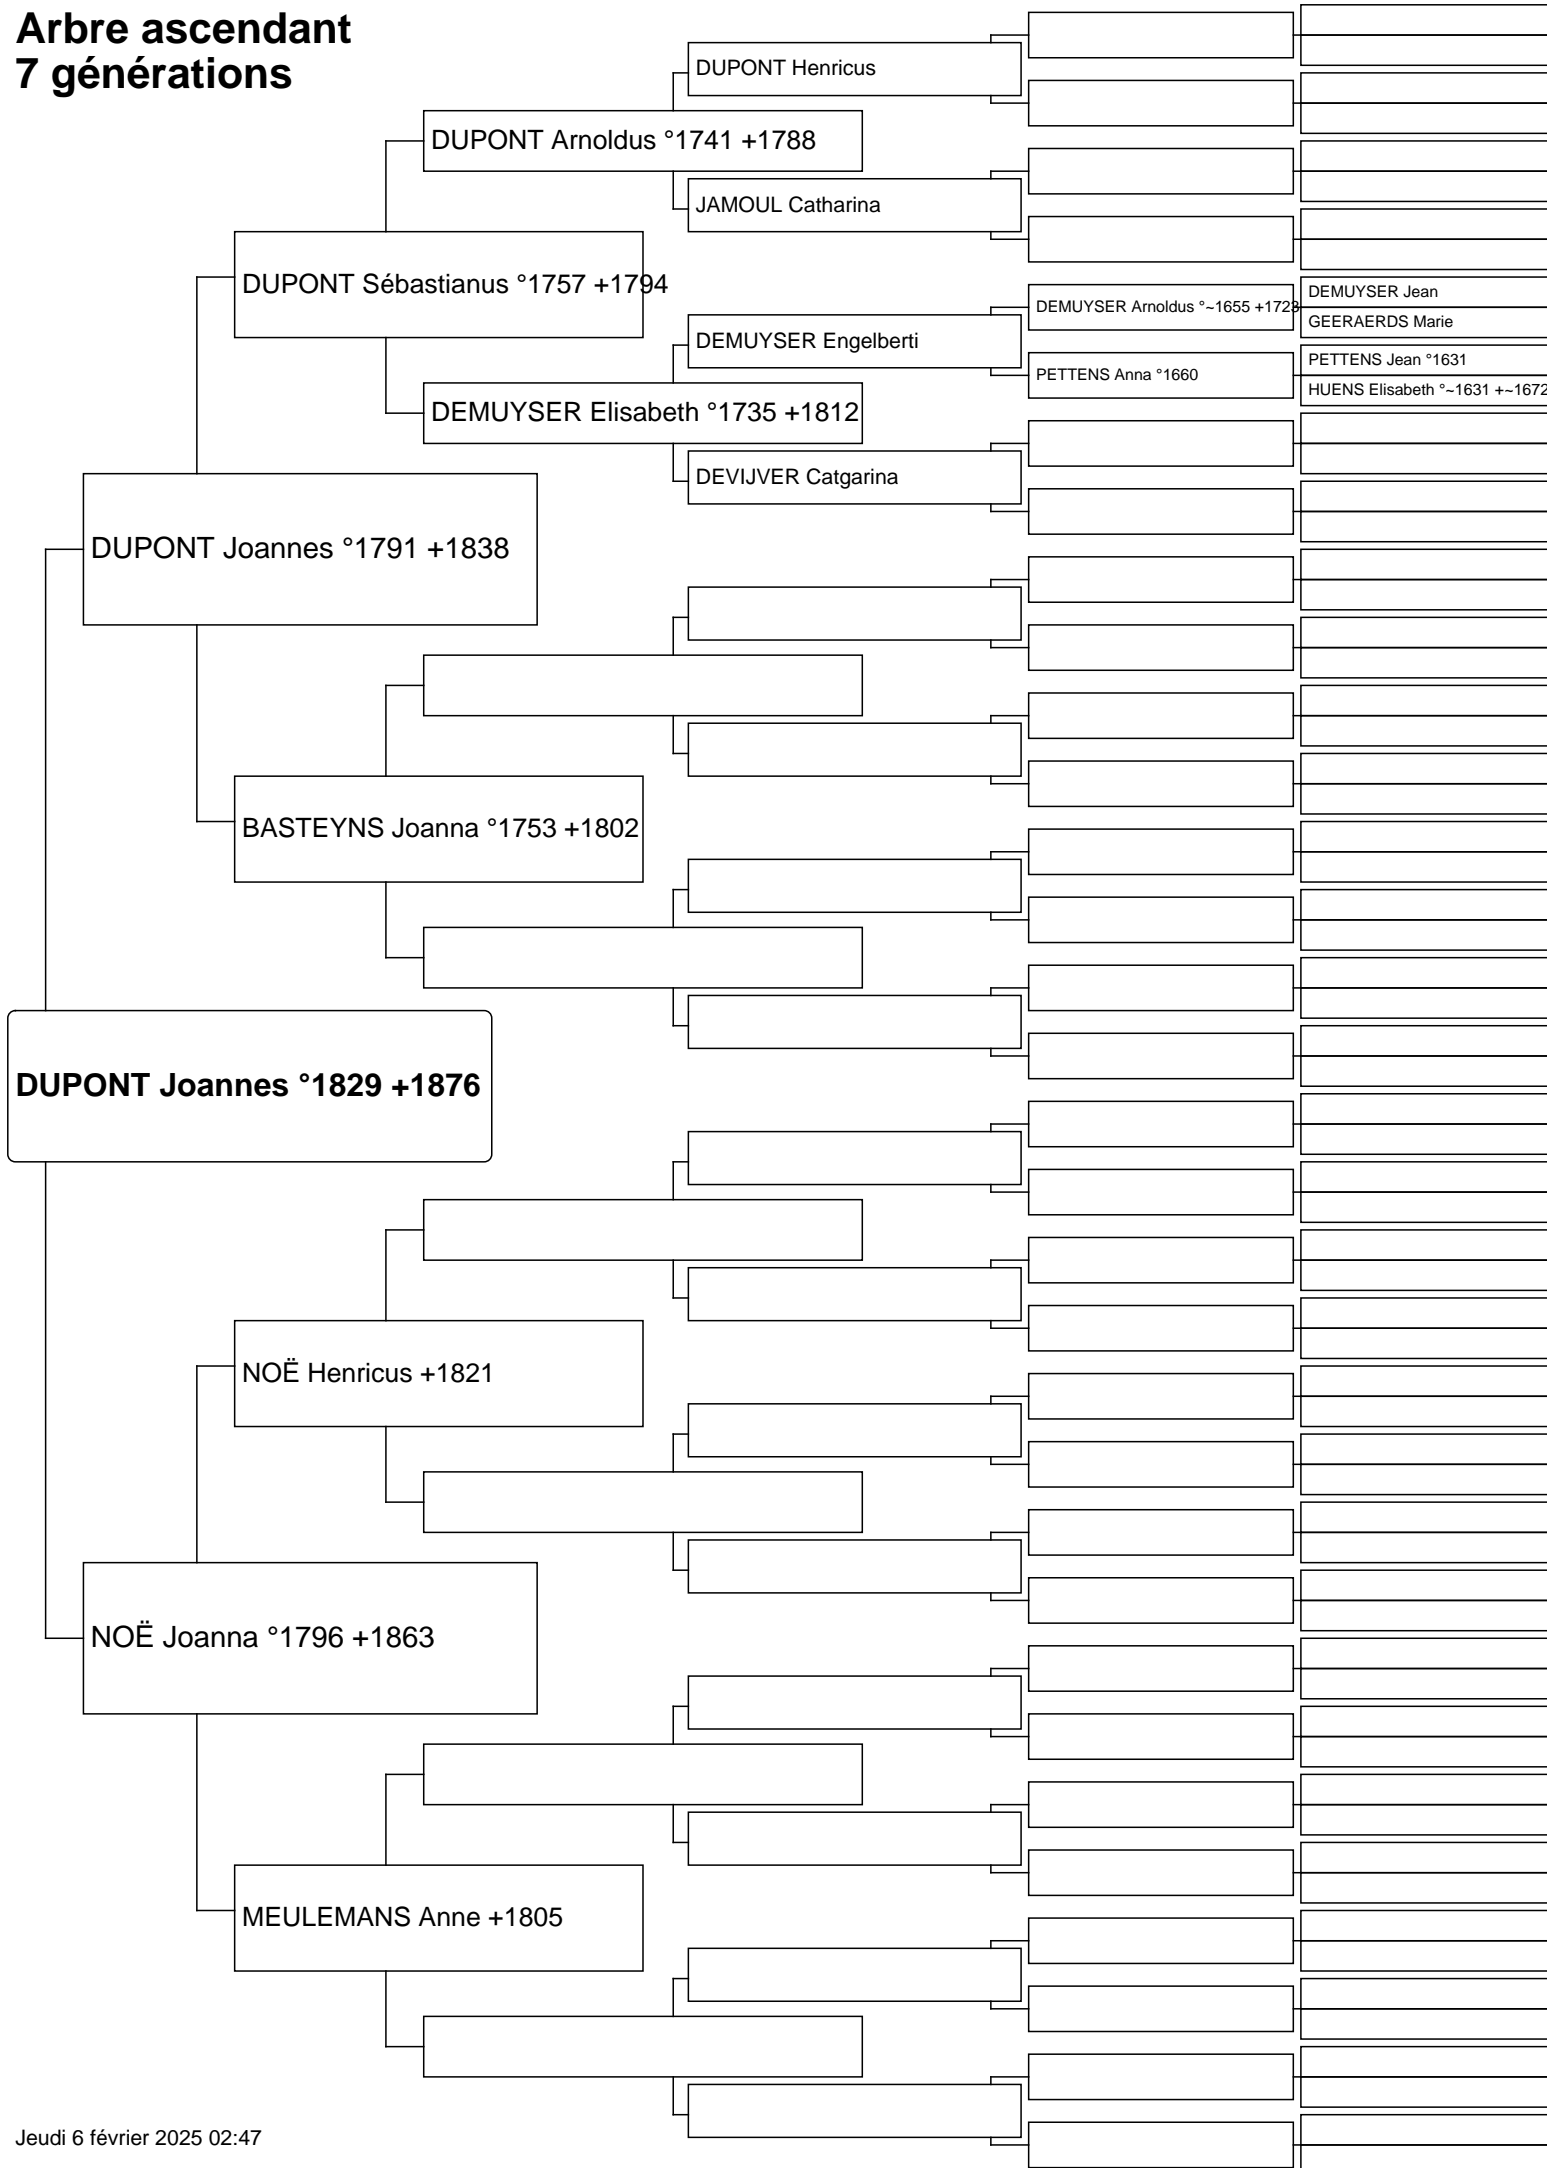 Arbre ascendant
7 générations
DUPONT Henricus
DUPONT Arnoldus °1741 +1788
JAMOUL Catharina
DUPONT Sébastianus °1757 +1794
DEMUYSER Jean
DEMUYSER Arnoldus °~1655 +1723
GEERAERDS Marie
DEMUYSER Engelberti
PETTENS Jean °1631
PETTENS Anna °1660
HUENS Elisabeth °~1631 +~1672
DEMUYSER Elisabeth °1735 +1812
DEVIJVER Catgarina
DUPONT Joannes °1791 +1838
BASTEYNS Joanna °1753 +1802
DUPONT Joannes °1829 +1876
NOË Henricus +1821
NOË Joanna °1796 +1863
MEULEMANS Anne +1805
Jeudi 6 février 2025 02:47